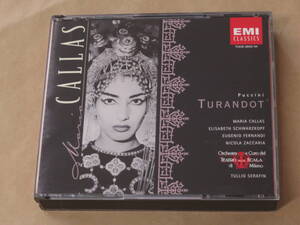 EMI
CLASSICS
CALLAS
Puccini
TURANDOT
MARIA CALLAS
ELISABETH SCHWARZKOPF
EUGENIO FERNANDI
NICOLA ZACCARIA
Orchestra e Coro del
TEATRO alla SCALA
di Milano
TULLIO SERAFIN